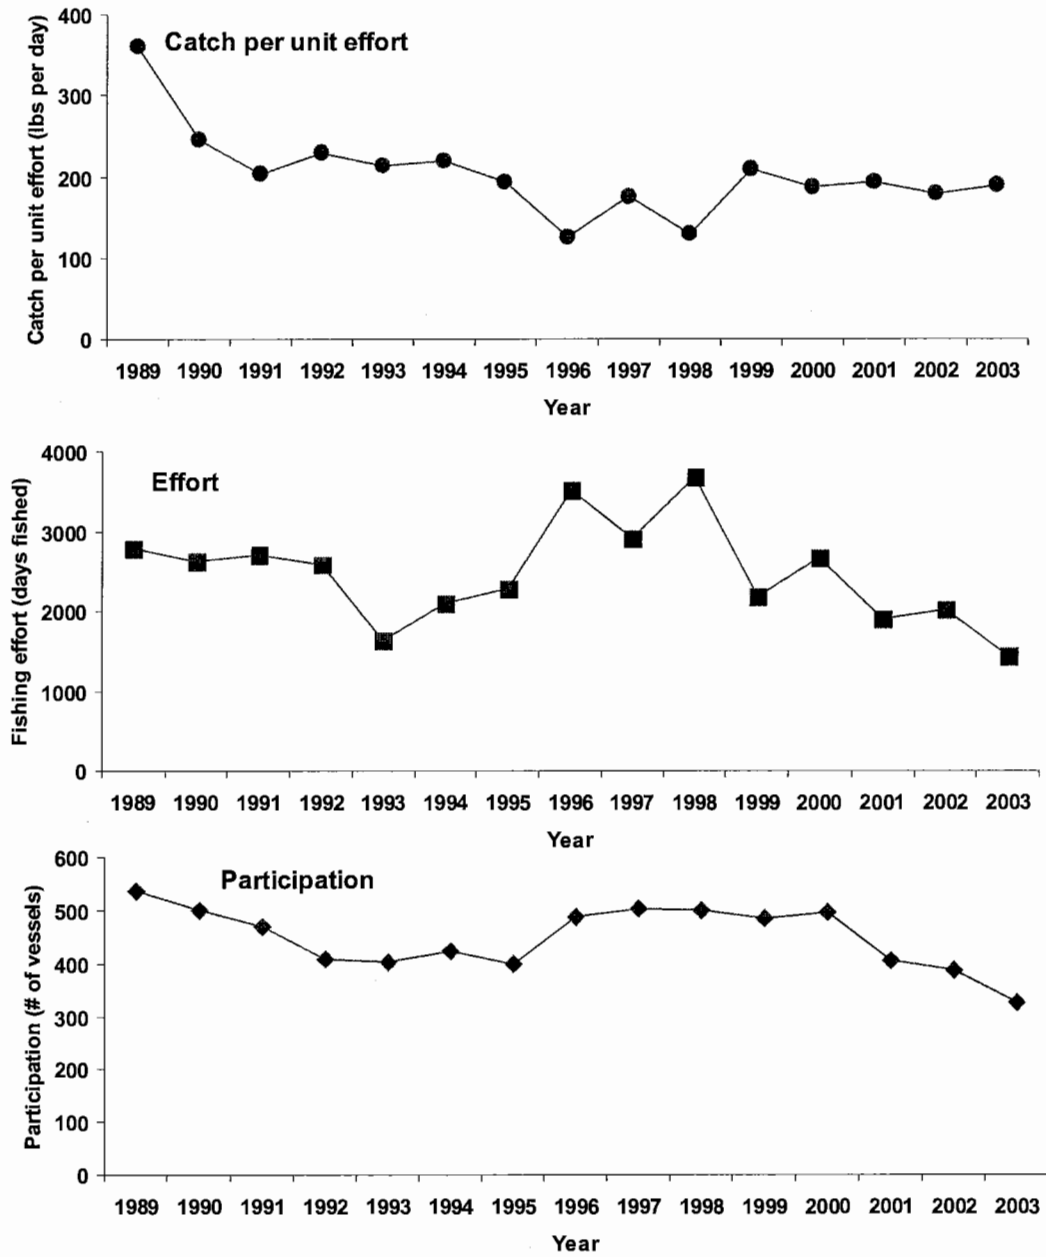 Catch per unit effort
Catch per unit effort (lbs per day)
400
300
200
100
0
1989 1990 1991 1992 1993 1994 1995 1996 1997 1998 1999 2000 2001 2002 2003
Year
Effort
Fishing effort (days fished)
4000
3000
2000
1000
0
1989 1990 1991 1992 1993 1994 1995 1996 1997 1998 1999 2000 2001 2002 2003
Year
Participation
Participation (# of vessels)
600
500
400
300
200
100
0
1989 1990 1991 1992 1993 1994 1995 1996 1997 1998 1999 2000 2001 2002 2003
Year